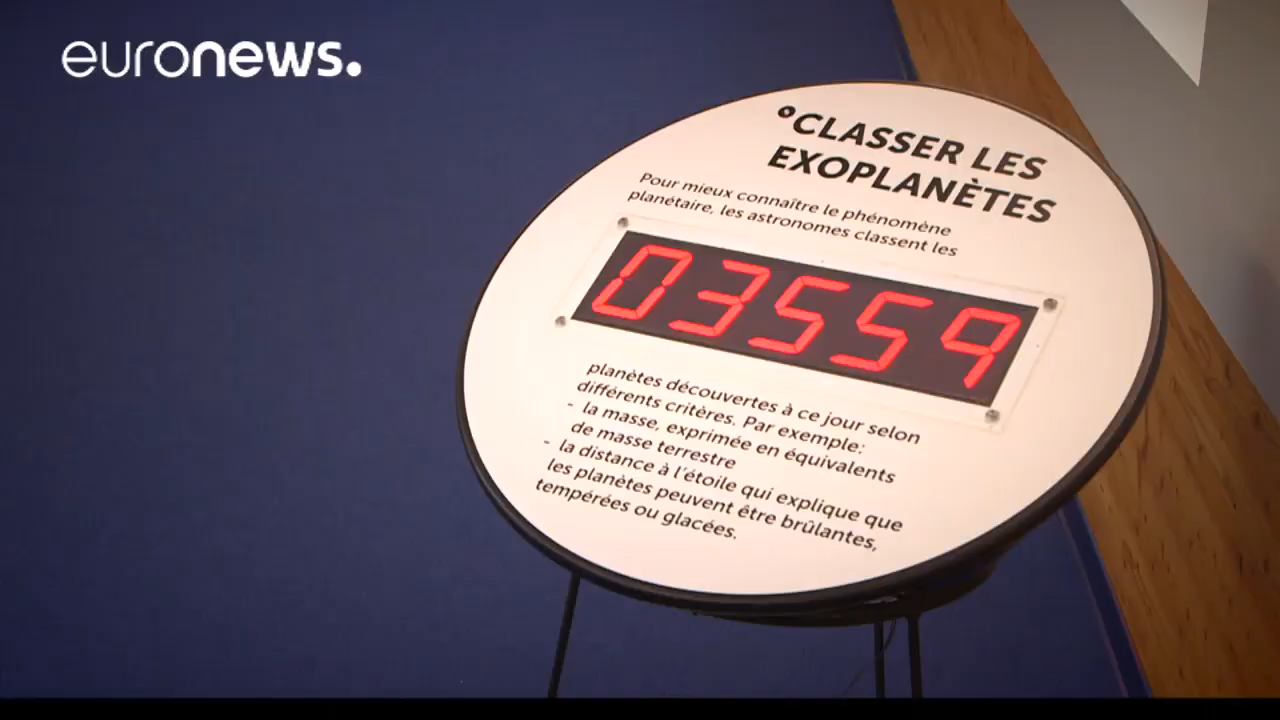 euronews.
°CLASSER LES
EXOPLANÈTES
Pour mieux connaître le phénomène
planétaire, les astronomes classent les
03559
planètes découvertes à ce jour selon
différents critères. Par exemple:
- la masse, exprimée en équivalents
de masse terrestre
- la distance à l'étoile qui explique que
les planètes peuvent être brûlantes,
tempérées ou glacées.